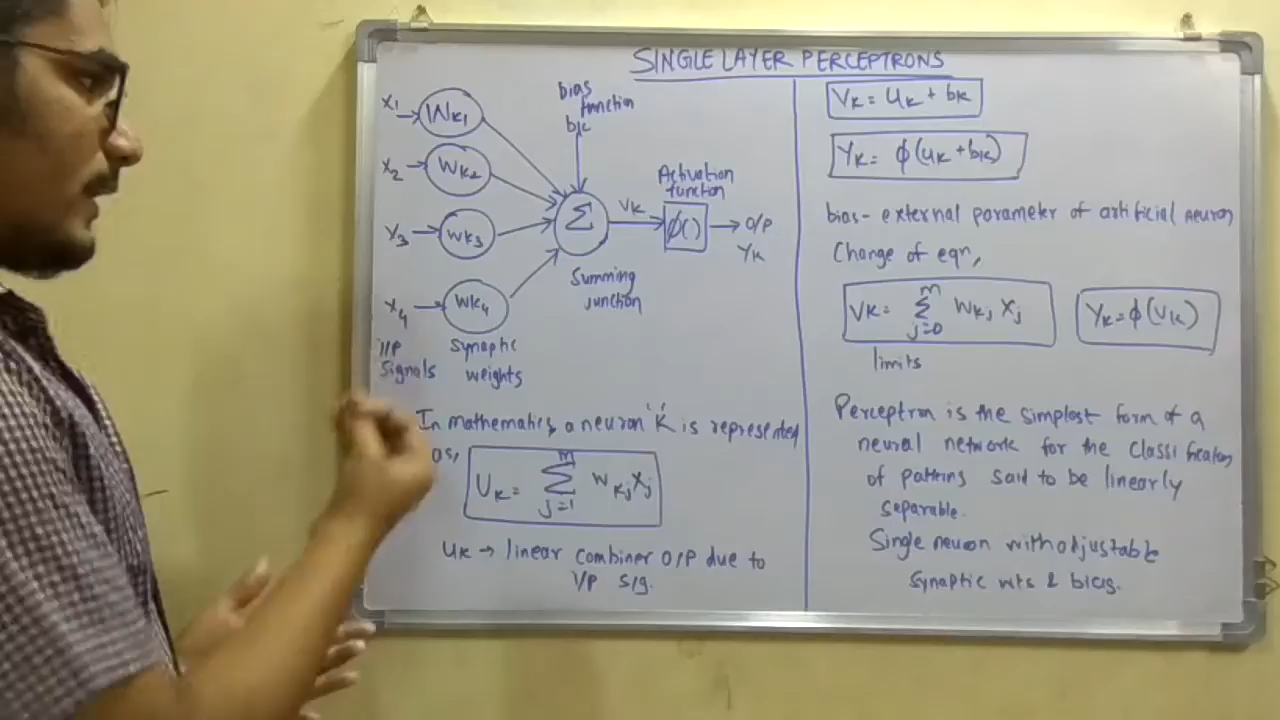 SINGLE LAYER PERCEPTRONS
X1
WK1
X2
WK2
X3
WK3
X4
WK4
bias
function
bK
Σ
VK
Activation
function
ϕ()
O/P
YK
Summing
junction
I/P
Signals
Synaptic
weights
In mathematics, a neuron 'K' is represented
as,
UK = Σ WKj Xj
m
j=1
UK → linear combiner O/P due to
I/P sig.
VK = UK + bK
YK = ϕ(UK + bK)
bias - external parameter of artificial neuron
Change of eqn,
VK = Σ WKj Xj
m
j=0
YK = ϕ(VK)
limits
Perceptron is the simplest form of a
neural network for the classification
of patterns said to be linearly
separable.
Single neuron with adjustable
synaptic wts & bias.